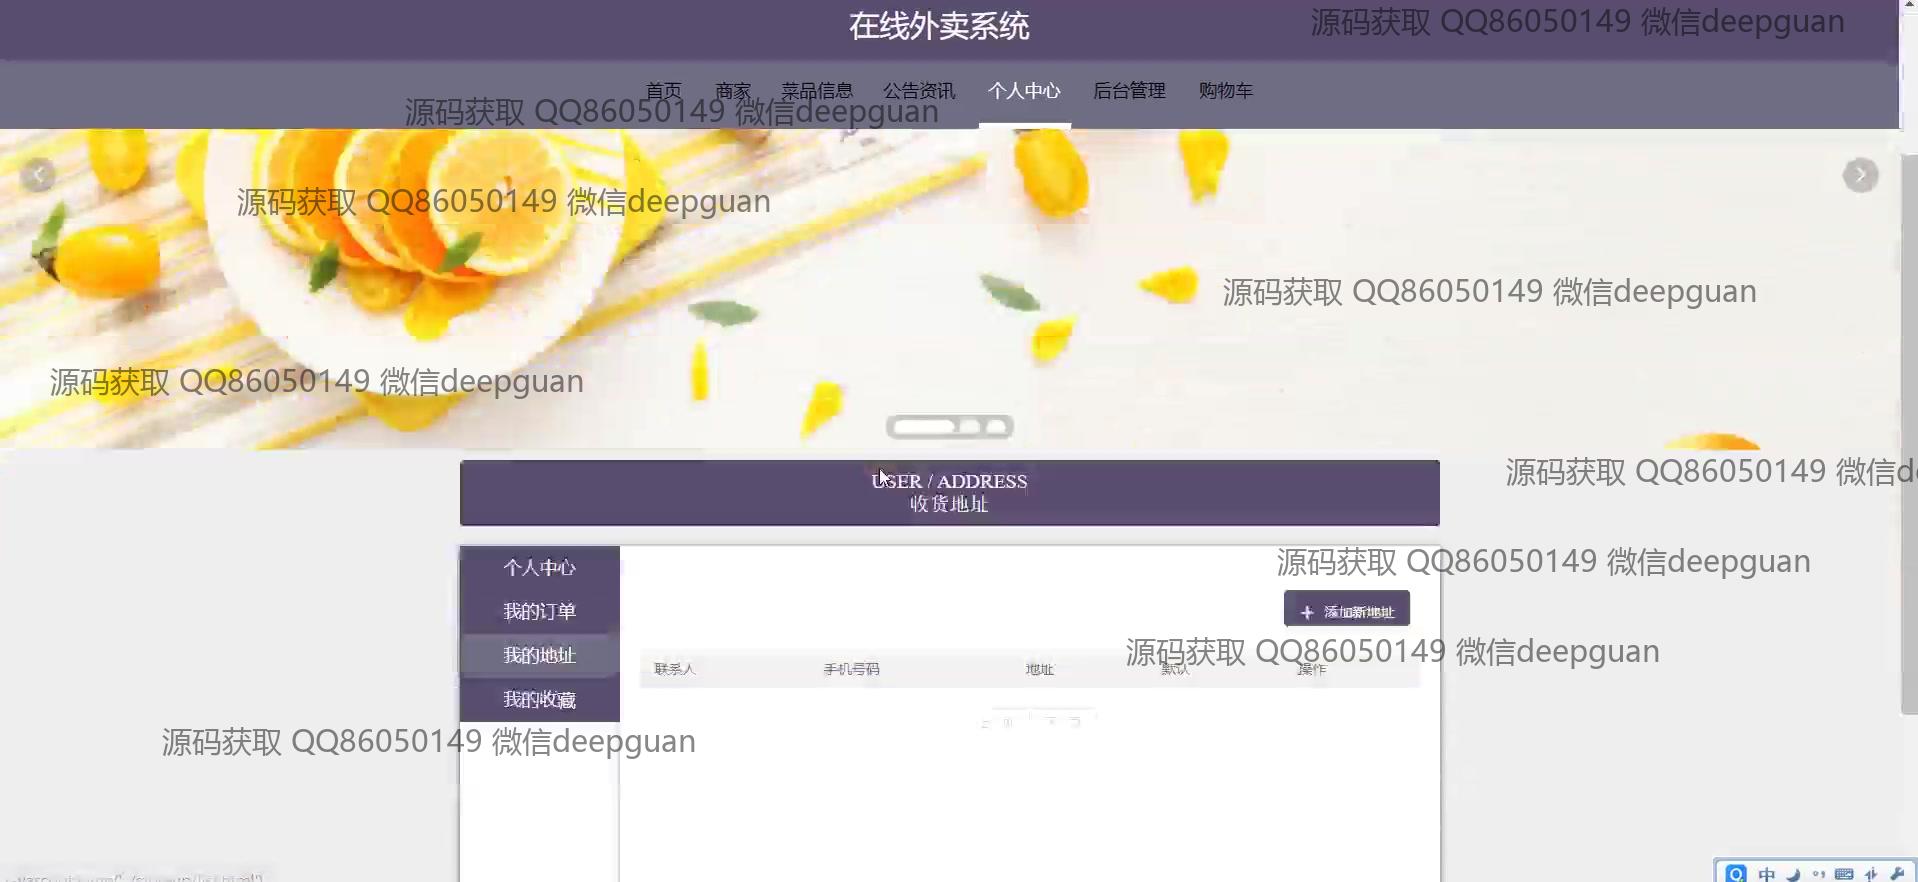 在线外卖系统
源码获取 QQ86050149 微信deepguan
首页 商家 菜品信息 公告资讯 个人中心 后台管理 购物车
源码获取 QQ86050149 微信deepguan
源码获取 QQ86050149 微信deepguan
源码获取 QQ86050149 微信deepguan
源码获取 QQ86050149 微信deepguan
USER / ADDRESS
源码获取 QQ86050149 微信d
收货地址
个人中心
源码获取 QQ86050149 微信deepguan
我的订单
+ 添加新地址
我的地址
源码获取 QQ86050149 微信deepguan
联系人 手机号码 地址 默认 操作
我的收藏
源码获取 QQ86050149 微信deepguan
中